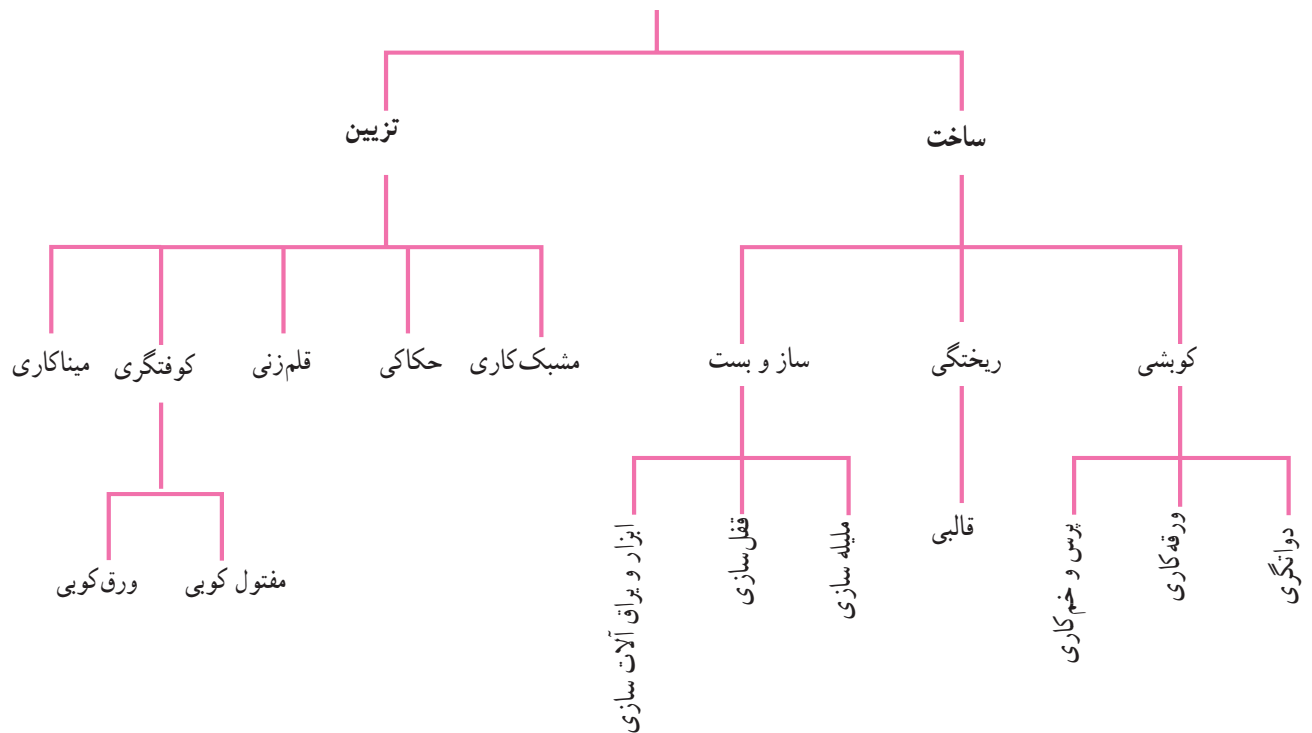 ساخت
تزیین
کوبشی
ریختگی
ساز و بست
مشبک‌کاری
حکاکی
قلم‌زنی
کوفتگری
میناکاری
دواتگری
ورقه‌کاری
پرس و خم‌کاری
قالبی
ملیله سازی
قفل‌سازی
ابزار و یراق آلات سازی
مفتول کوبی
ورق‌کوبی